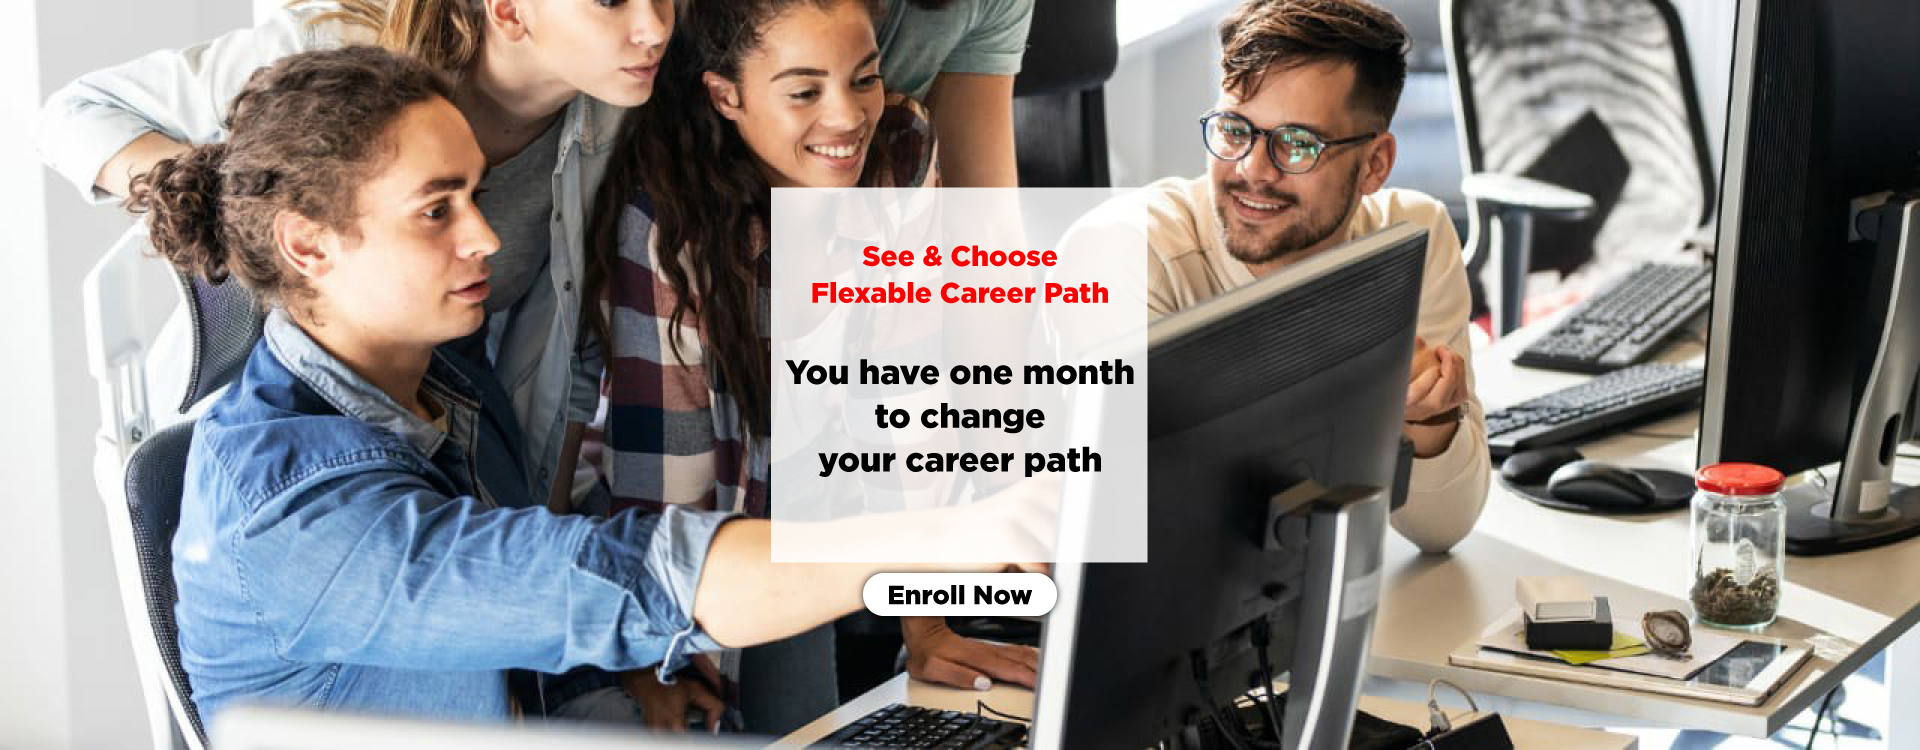 See & Choose
Flexable Career Path
You have one month
to change
your career path
Enroll Now